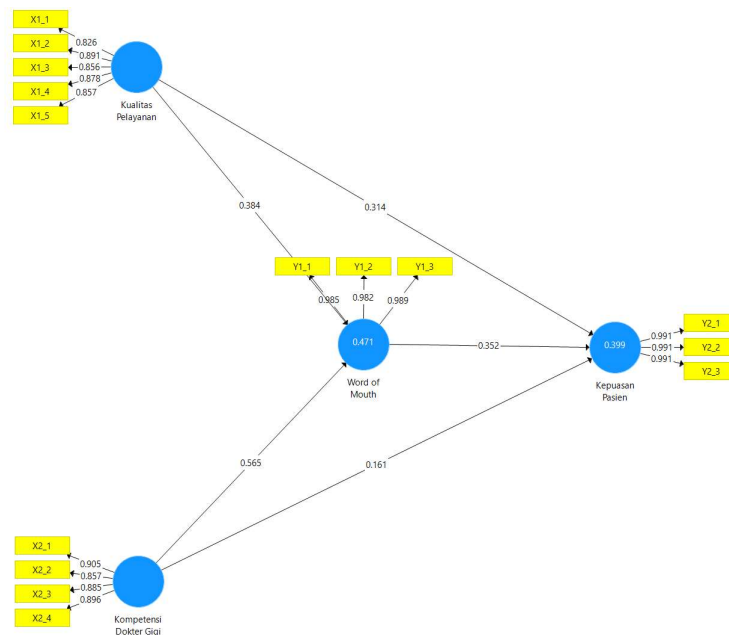 X1_1
0.826
X1_2
0.891
X1_3
0.856
X1_4
0.878
X1_5
0.857
Kualitas
Pelayanan
0.384
0.314
Y1_1
Y1_2
Y1_3
0.985
0.982
0.989
0.471
Word of
Mouth
0.352
0.399
Kepuasan
Pasien
Y2_1
0.991
Y2_2
0.991
Y2_3
0.991
0.565
0.161
X2_1
0.905
X2_2
0.857
X2_3
0.885
X2_4
0.896
Kompetensi
Dokter Gigi